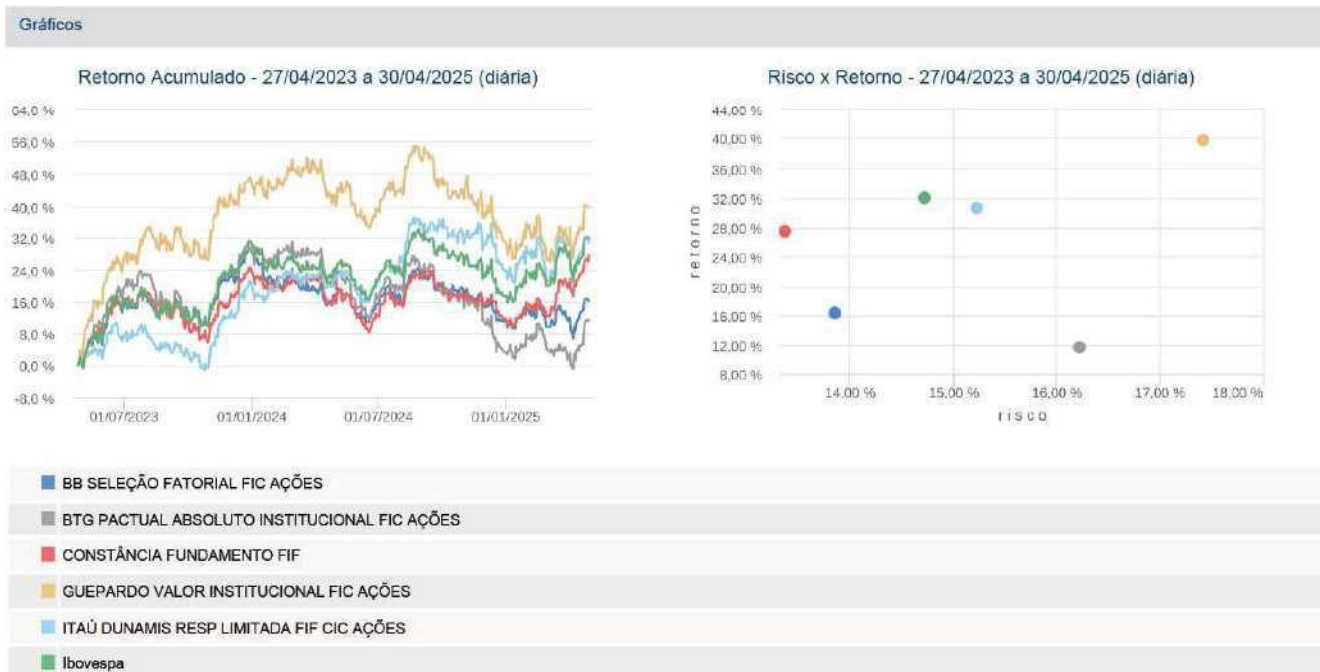 Gráficos
Retorno Acumulado - 27/04/2023 a 30/04/2025 (diária)
64,0 %
56,0 %
48,0 %
40,0 %
32,0 %
24,0 %
16,0 %
8,0 %
0,0 %
-8,0 %
01/07/2023
01/01/2024
01/07/2024
01/01/2025
Risco x Retorno - 27/04/2023 a 30/04/2025 (diária)
retorno
44,00 %
40,00 %
36,00 %
32,00 %
28,00 %
24,00 %
20,00 %
16,00 %
12,00 %
8,00 %
14,00 %
15,00 %
16,00 %
17,00 %
18,00 %
risco
BB SELEÇÃO FATORIAL FIC AÇÕES
BTG PACTUAL ABSOLUTO INSTITUCIONAL FIC AÇÕES
CONSTÂNCIA FUNDAMENTO FIF
GUEPARDO VALOR INSTITUCIONAL FIC AÇÕES
ITAÚ DUNAMIS RESP LIMITADA FIF CIC AÇÕES
Ibovespa